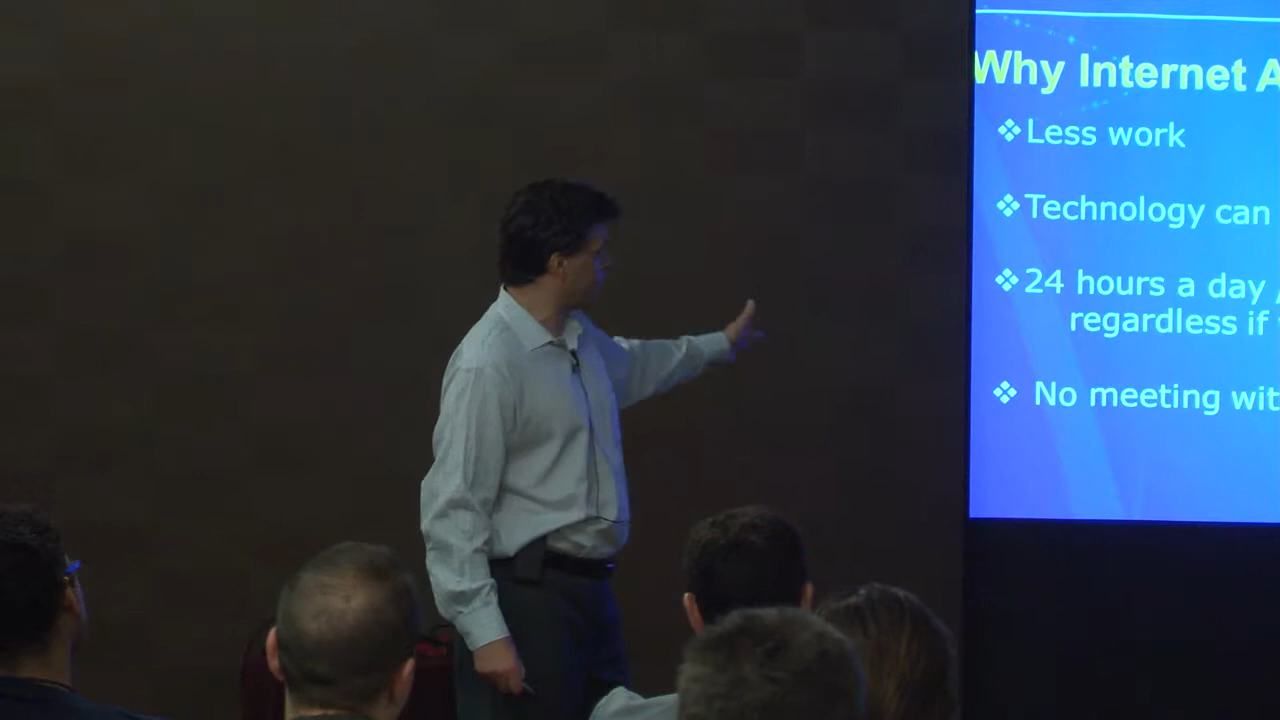 Why Internet A
❖Less work
❖Technology can
❖24 hours a day
regardless if
❖ No meeting wit